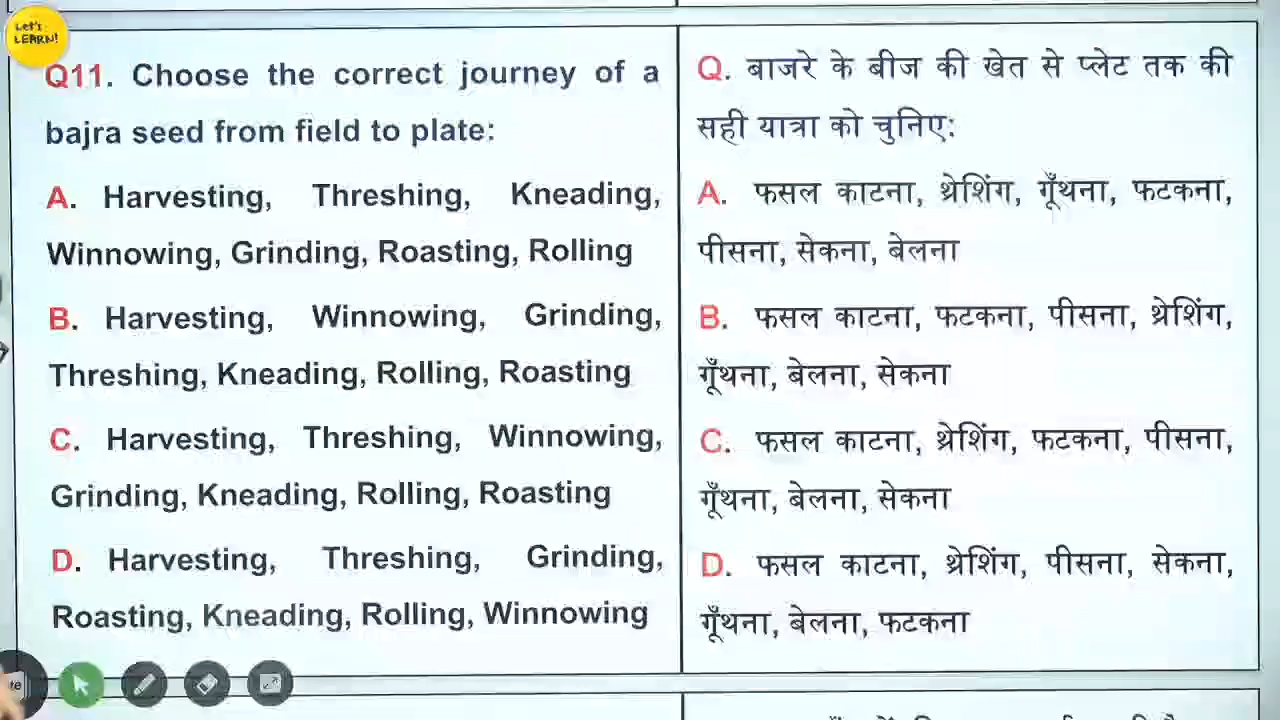 Let's
LEARN!
Q11. Choose the correct journey of a
bajra seed from field to plate:
A. Harvesting, Threshing, Kneading,
Winnowing, Grinding, Roasting, Rolling
B. Harvesting, Winnowing, Grinding,
Threshing, Kneading, Rolling, Roasting
C. Harvesting, Threshing, Winnowing,
Grinding, Kneading, Rolling, Roasting
D. Harvesting, Threshing, Grinding,
Roasting, Kneading, Rolling, Winnowing
Q. बाजरे के बीज की खेत से प्लेट तक की
सही यात्रा को चुनिए:
A. फसल काटना, थ्रेशिंग, गूँथना, फटकना,
पीसना, सेकना, बेलना
B. फसल काटना, फटकना, पीसना, थ्रेशिंग,
गूँथना, बेलना, सेकना
C. फसल काटना, थ्रेशिंग, फटकना, पीसना,
गूँथना, बेलना, सेकना
D. फसल काटना, थ्रेशिंग, पीसना, सेकना,
गूँथना, बेलना, फटकना